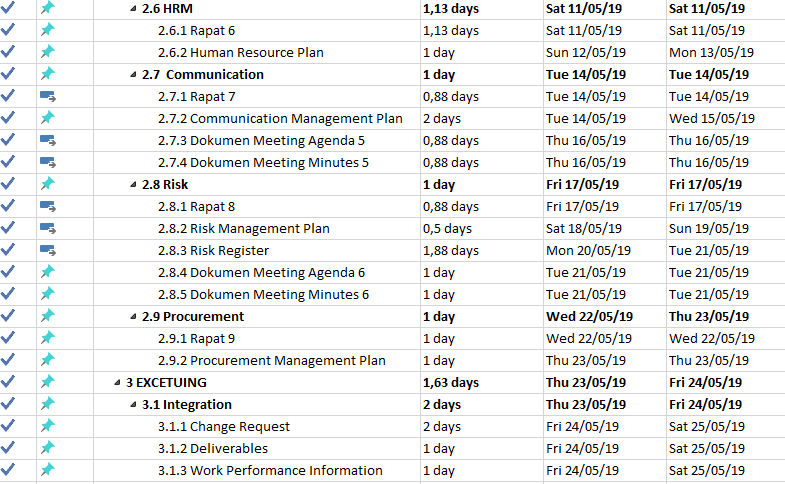 2.6 HRM 1,13 days Sat 11/05/19 Sat 11/05/19
2.6.1 Rapat 6 1,13 days Sat 11/05/19 Sat 11/05/19
2.6.2 Human Resource Plan 1 day Sun 12/05/19 Mon 13/05/19
2.7 Communication 1 day Tue 14/05/19 Tue 14/05/19
2.7.1 Rapat 7 0,88 days Tue 14/05/19 Tue 14/05/19
2.7.2 Communication Management Plan 2 days Tue 14/05/19 Wed 15/05/19
2.7.3 Dokumen Meeting Agenda 5 0,88 days Thu 16/05/19 Thu 16/05/19
2.7.4 Dokumen Meeting Minutes 5 0,88 days Thu 16/05/19 Thu 16/05/19
2.8 Risk 1 day Fri 17/05/19 Fri 17/05/19
2.8.1 Rapat 8 0,88 days Fri 17/05/19 Fri 17/05/19
2.8.2 Risk Management Plan 0,5 days Sat 18/05/19 Sun 19/05/19
2.8.3 Risk Register 1,88 days Mon 20/05/19 Tue 21/05/19
2.8.4 Dokumen Meeting Agenda 6 1 day Tue 21/05/19 Tue 21/05/19
2.8.5 Dokumen Meeting Minutes 6 1 day Tue 21/05/19 Tue 21/05/19
2.9 Procurement 1 day Wed 22/05/19 Thu 23/05/19
2.9.1 Rapat 9 1 day Wed 22/05/19 Wed 22/05/19
2.9.2 Procurement Management Plan 1 day Thu 23/05/19 Thu 23/05/19
3 EXCETUING 1,63 days Thu 23/05/19 Fri 24/05/19
3.1 Integration 2 days Thu 23/05/19 Fri 24/05/19
3.1.1 Change Request 2 days Fri 24/05/19 Sat 25/05/19
3.1.2 Deliverables 1 day Fri 24/05/19 Sat 25/05/19
3.1.3 Work Performance Information 1 day Fri 24/05/19 Sat 25/05/19